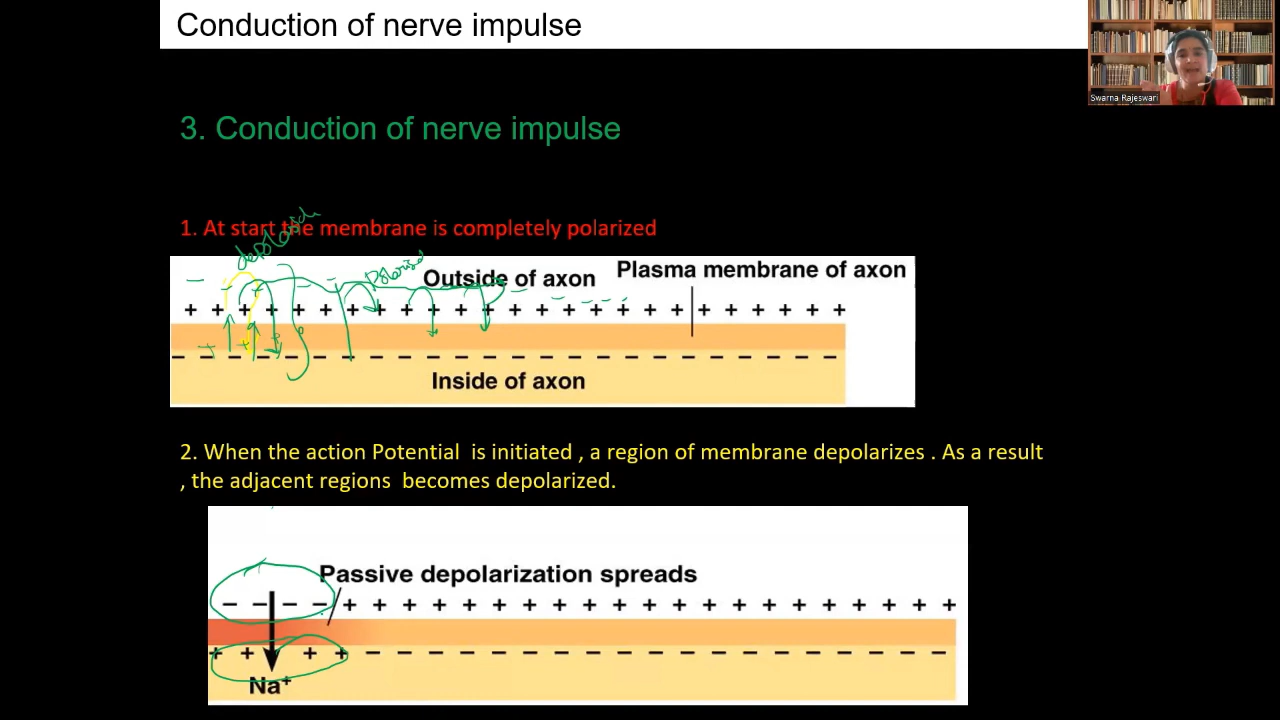 Conduction of nerve impulse
Swarna Rajeswari
3. Conduction of nerve impulse
1. At start the membrane is completely polarized
Polarised
Outside of axon
Plasma membrane of axon
+ + + + + + + + + + + + + + + + + + + + + + + + +
– – – – – – – – – – – – – – – – – – – – – – – –
Inside of axon
2. When the action Potential is initiated , a region of membrane depolarizes . As a result
, the adjacent regions becomes depolarized.
Passive depolarization spreads
– – – – + + + + + + + + + + + + + + + + + + + + +
+ + + + – – – – – – – – – – – – – – – – – – – –
Na⁺